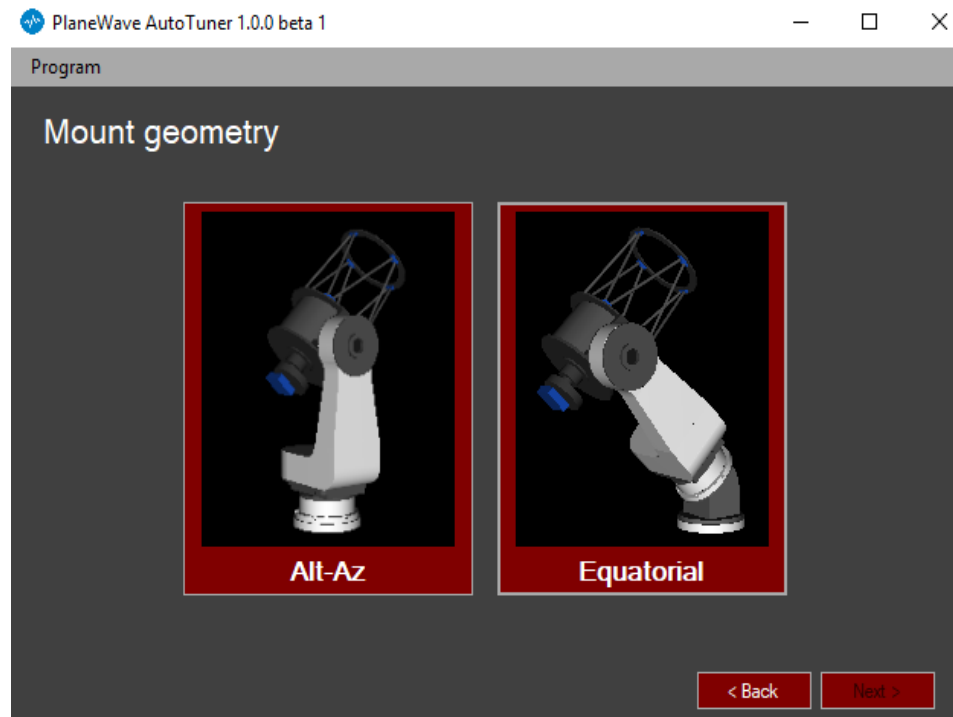 PlaneWave AutoTuner 1.0.0 beta 1
Program
Mount geometry
Alt-Az
Equatorial
< Back
Next >